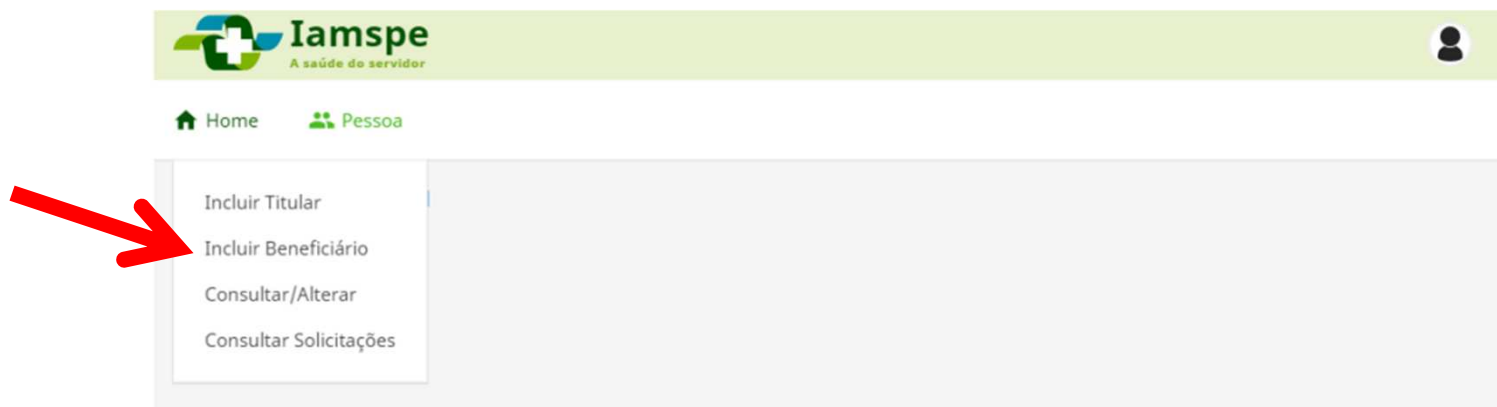 Iamspe
A saúde do servidor
Home Pessoa
Incluir Titular
Incluir Beneficiário
Consultar/Alterar
Consultar Solicitações